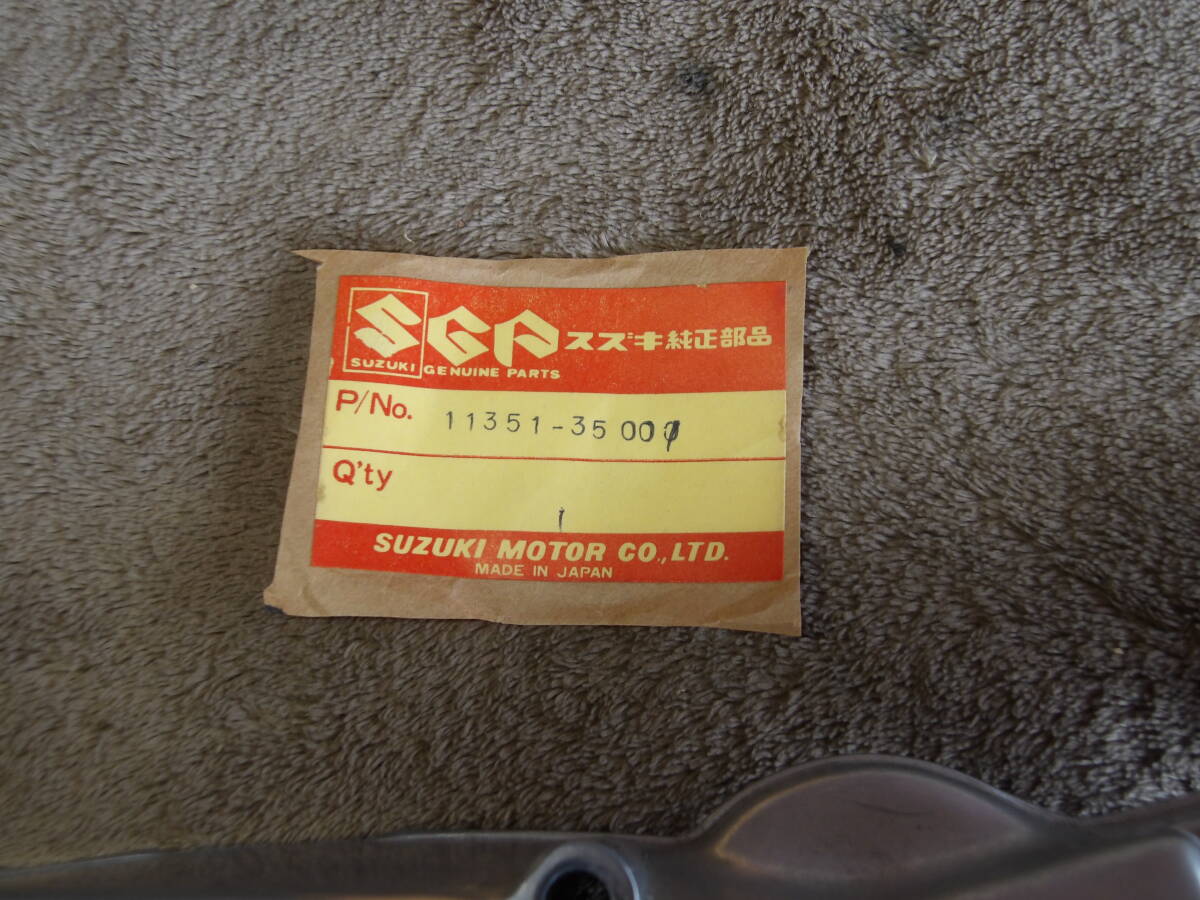 SGP スズキ純正部品
SUZUKI GENUINE PARTS
P/No. 11351-35001
Q'ty 1
SUZUKI MOTOR CO., LTD.
MADE IN JAPAN